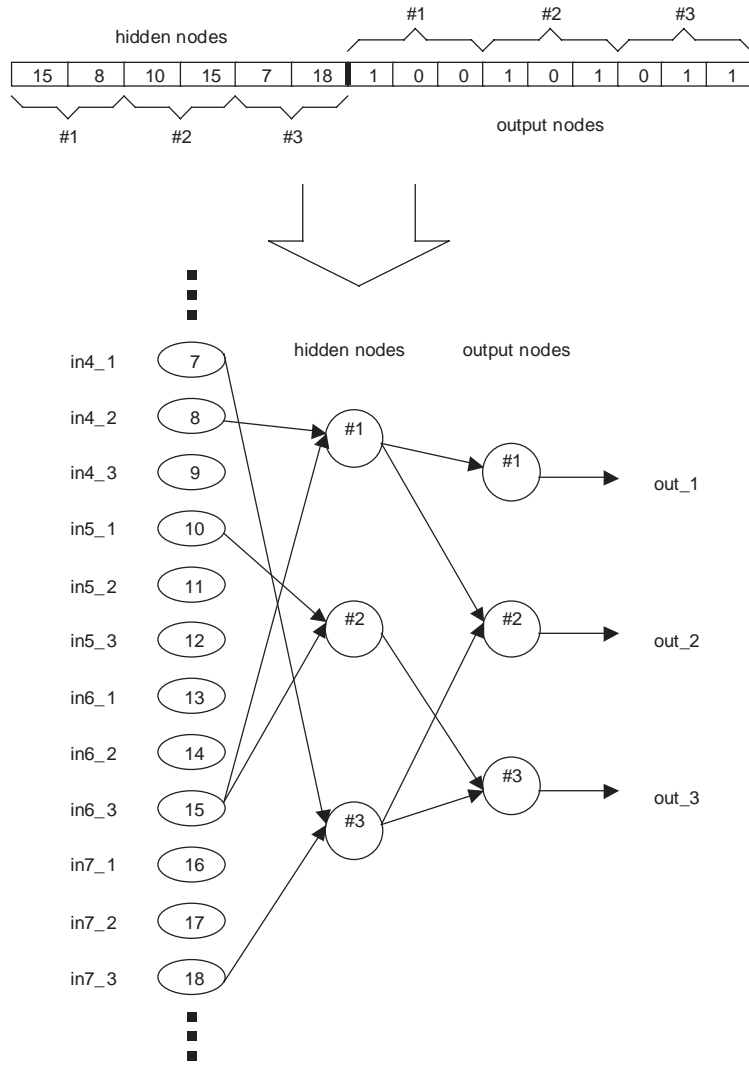 #1 #2 #3
hidden nodes
15 8 10 15 7 18 1 0 0 1 0 1 0 1 1
#1 #2 #3
output nodes
hidden nodes output nodes
in4_1 7
in4_2 8
#1
in4_3 9
#1
out_1
in5_1 10
in5_2 11
#2 #2
in5_3 12
out_2
in6_1 13
in6_2 14
#3
in6_3 15
out_3
#3
in7_1 16
in7_2 17
in7_3 18